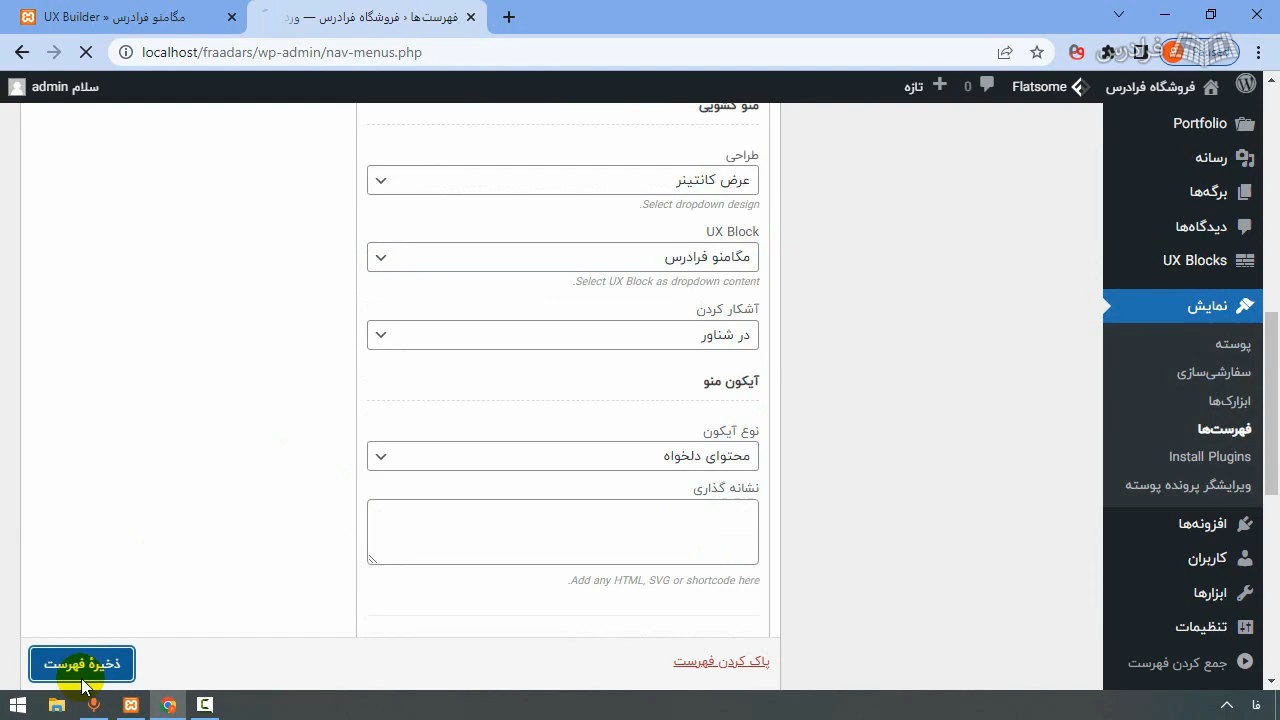 UX Builder » مگامنو فرادرس
فهرست‌ها ‹ فروشگاه فرادرس — ورد
localhost/fraadars/wp-admin/nav-menus.php
فرادرس
فروشگاه فرادرس
Flatsome
0
تازه
سلام admin
Portfolio
رسانه
برگه‌ها
دیدگاه‌ها
UX Blocks
نمایش
پوسته
سفارشی‌سازی
ابزارک‌ها
فهرست‌ها
Install Plugins
ویرایشگر پرونده پوسته
افزونه‌ها
کاربران
ابزارها
تنظیمات
جمع کردن فهرست
منو کشویی
طراحی
عرض کانتینر
Select dropdown design.
UX Block
مگامنو فرادرس
Select UX Block as dropdown content.
آشکار کردن
در شناور
آیکون منو
نوع آیکون
محتوای دلخواه
نشانه گذاری
Add any HTML, SVG or shortcode here.
پاک کردن فهرست
ذخیرهٔ فهرست
فا